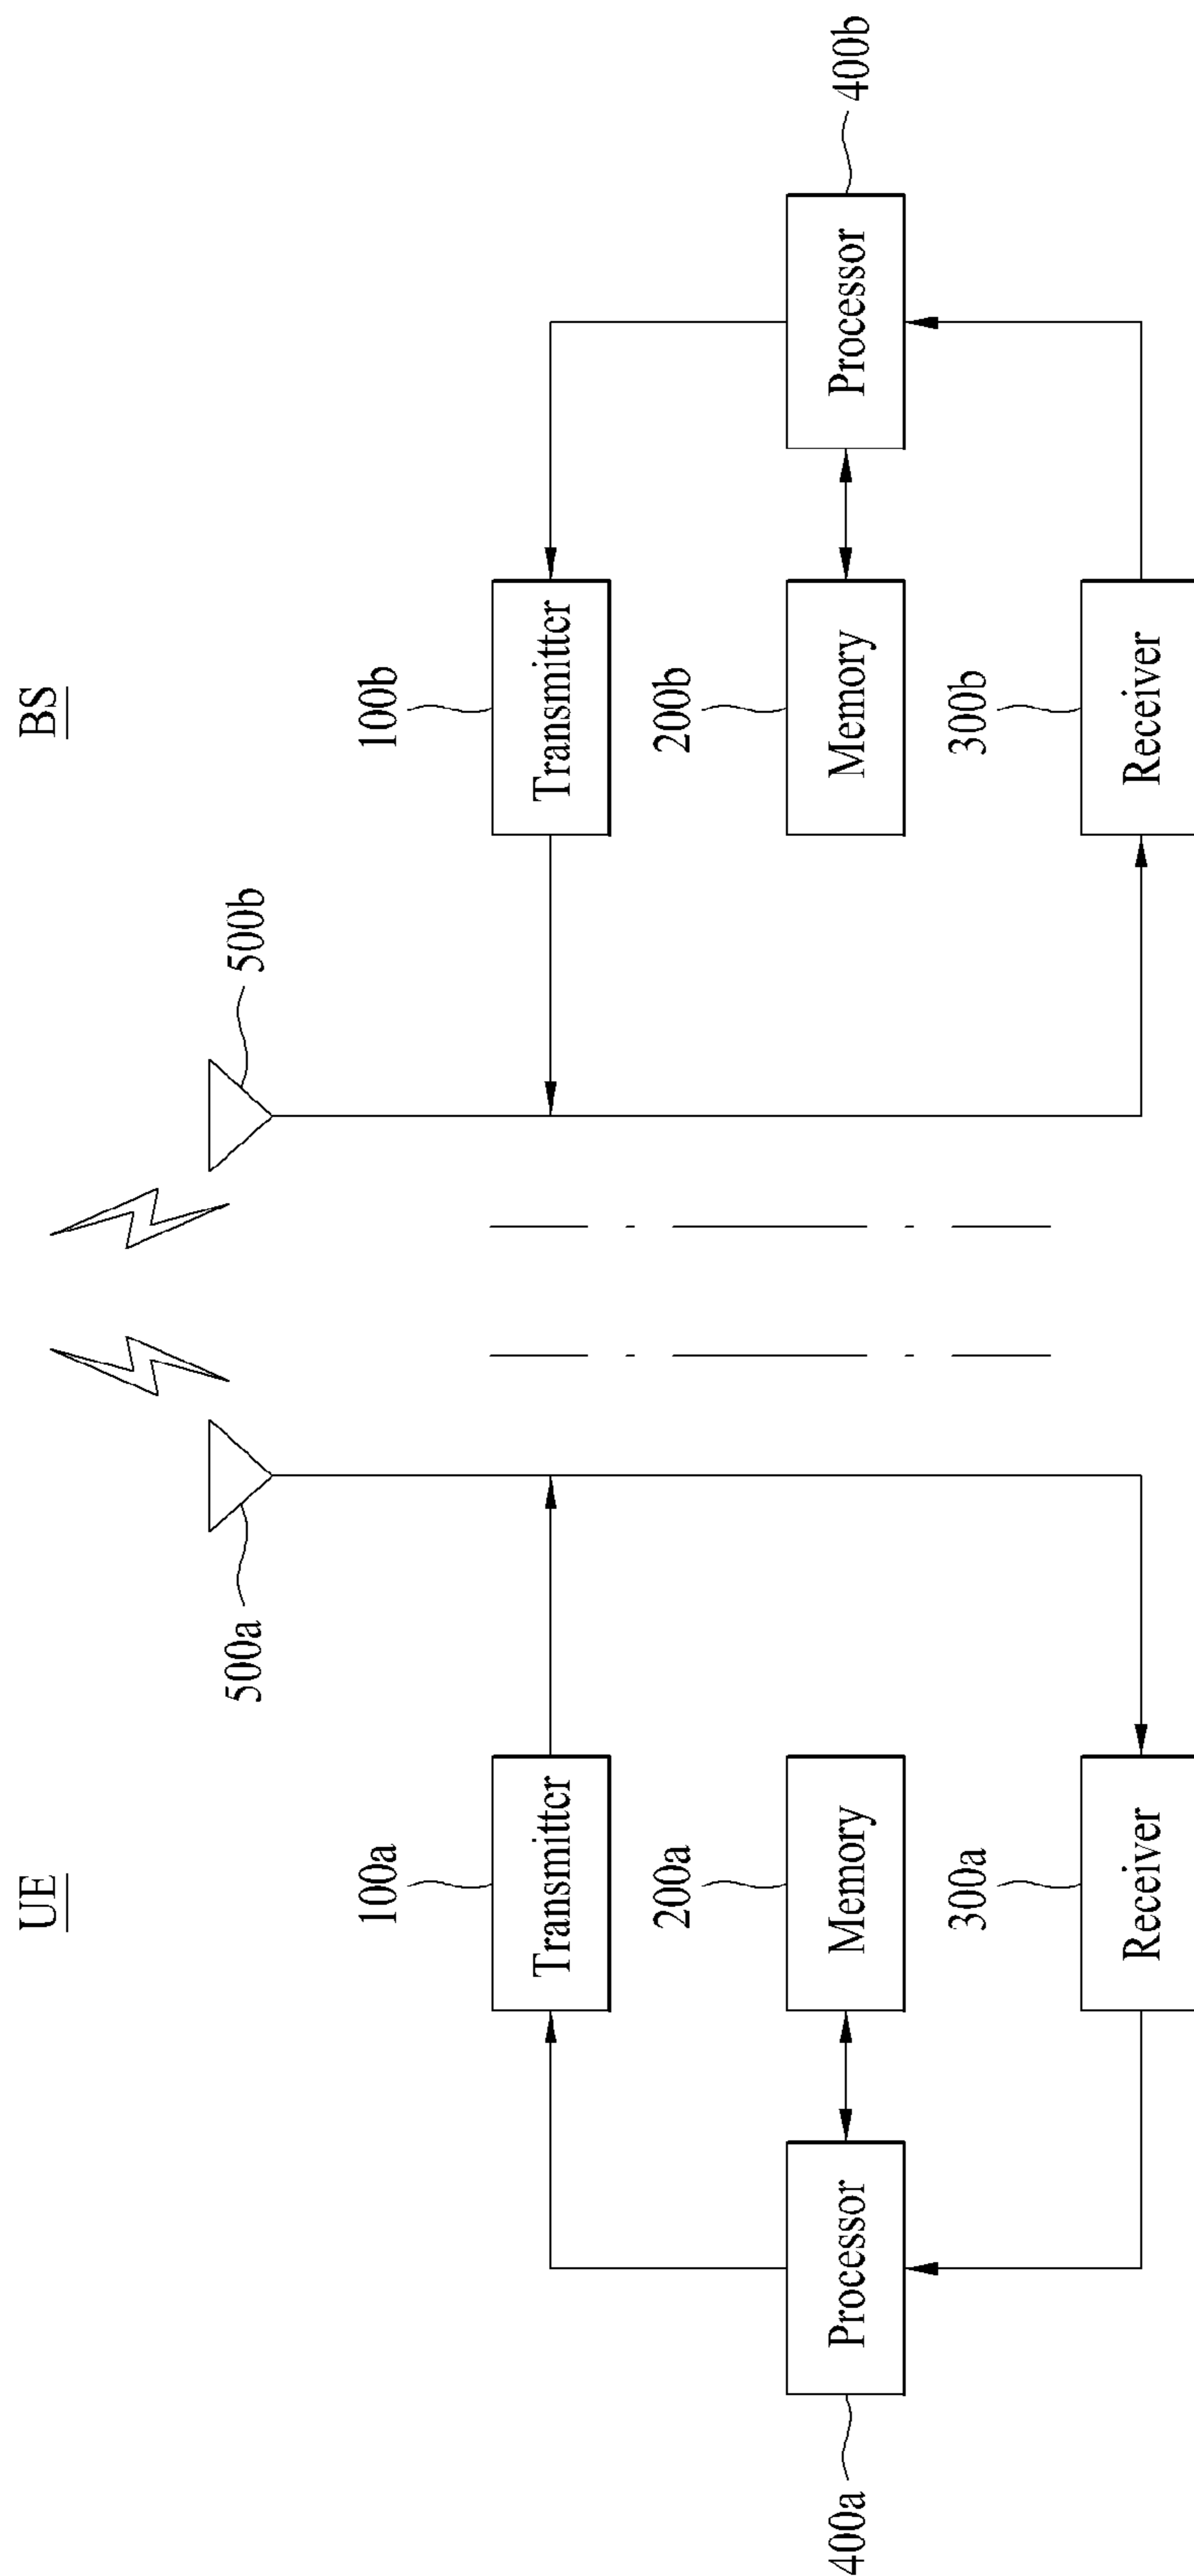 UE
BS
500a
500b
100a
Transmitter
100b
Transmitter
400a
Processor
200a
Memory
200b
Memory
Processor
400b
300a
Receiver
300b
Receiver